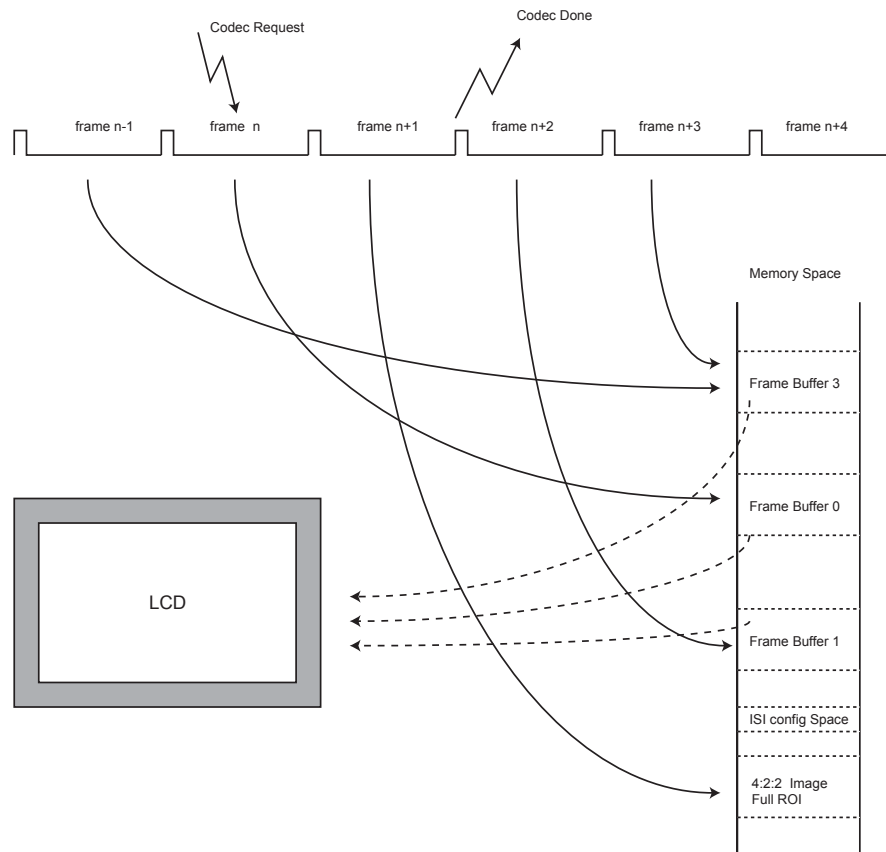 Codec Request
Codec Done
frame n-1
frame n
frame n+1
frame n+2
frame n+3
frame n+4
Memory Space
Frame Buffer 3
Frame Buffer 0
LCD
Frame Buffer 1
ISI config Space
4:2:2 Image
Full ROI